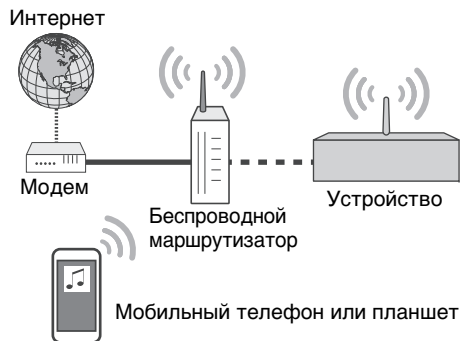 Интернет
Модем
Беспроводной
маршрутизатор
Устройство
Мобильный телефон или планшет